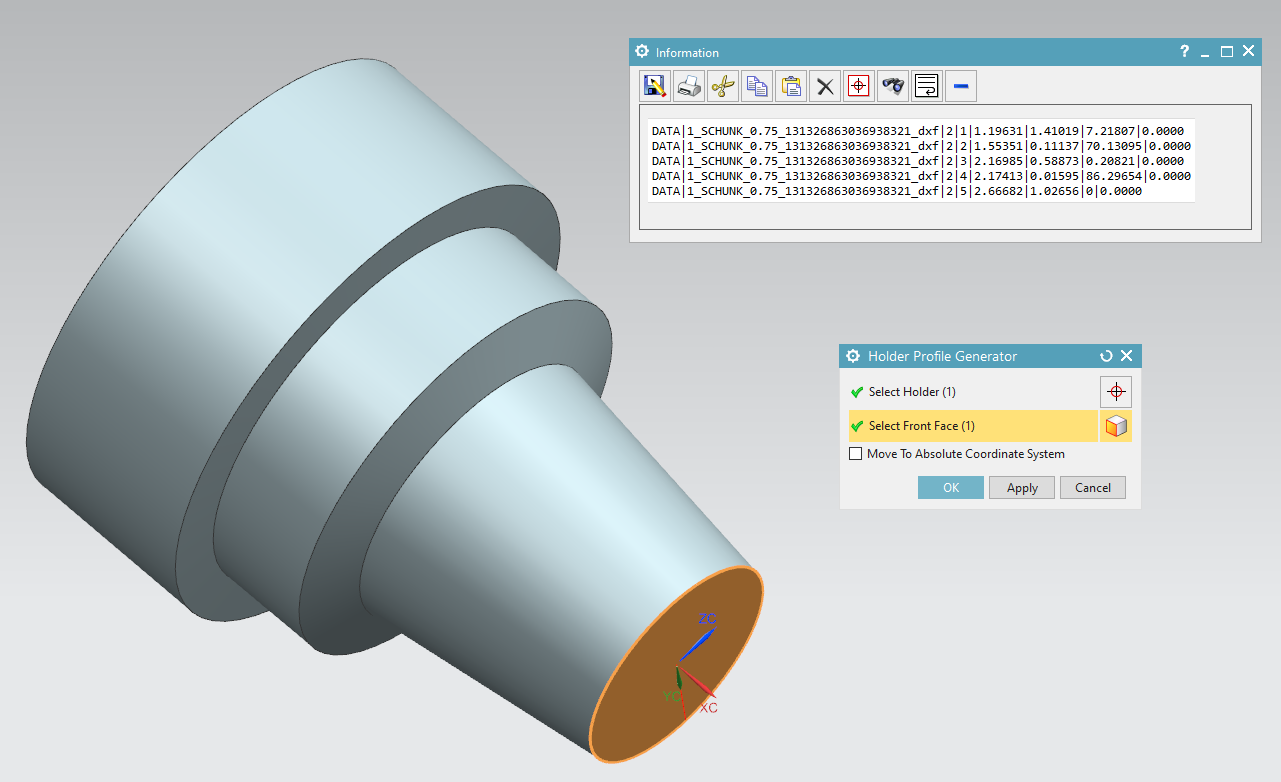 Information
?
DATA|1_SCHUNK_0.75_131326863036938321_dxf|2|1|1.19631|1.41019|7.21807|0.0000
DATA|1_SCHUNK_0.75_131326863036938321_dxf|2|2|1.55351|0.11137|70.13095|0.0000
DATA|1_SCHUNK_0.75_131326863036938321_dxf|2|3|2.16985|0.58873|0.20821|0.0000
DATA|1_SCHUNK_0.75_131326863036938321_dxf|2|4|2.17413|0.01595|86.29654|0.0000
DATA|1_SCHUNK_0.75_131326863036938321_dxf|2|5|2.66682|1.02656|0|0.0000
Holder Profile Generator
Select Holder (1)
Select Front Face (1)
Move To Absolute Coordinate System
OK Apply Cancel
ZC
YC
XC